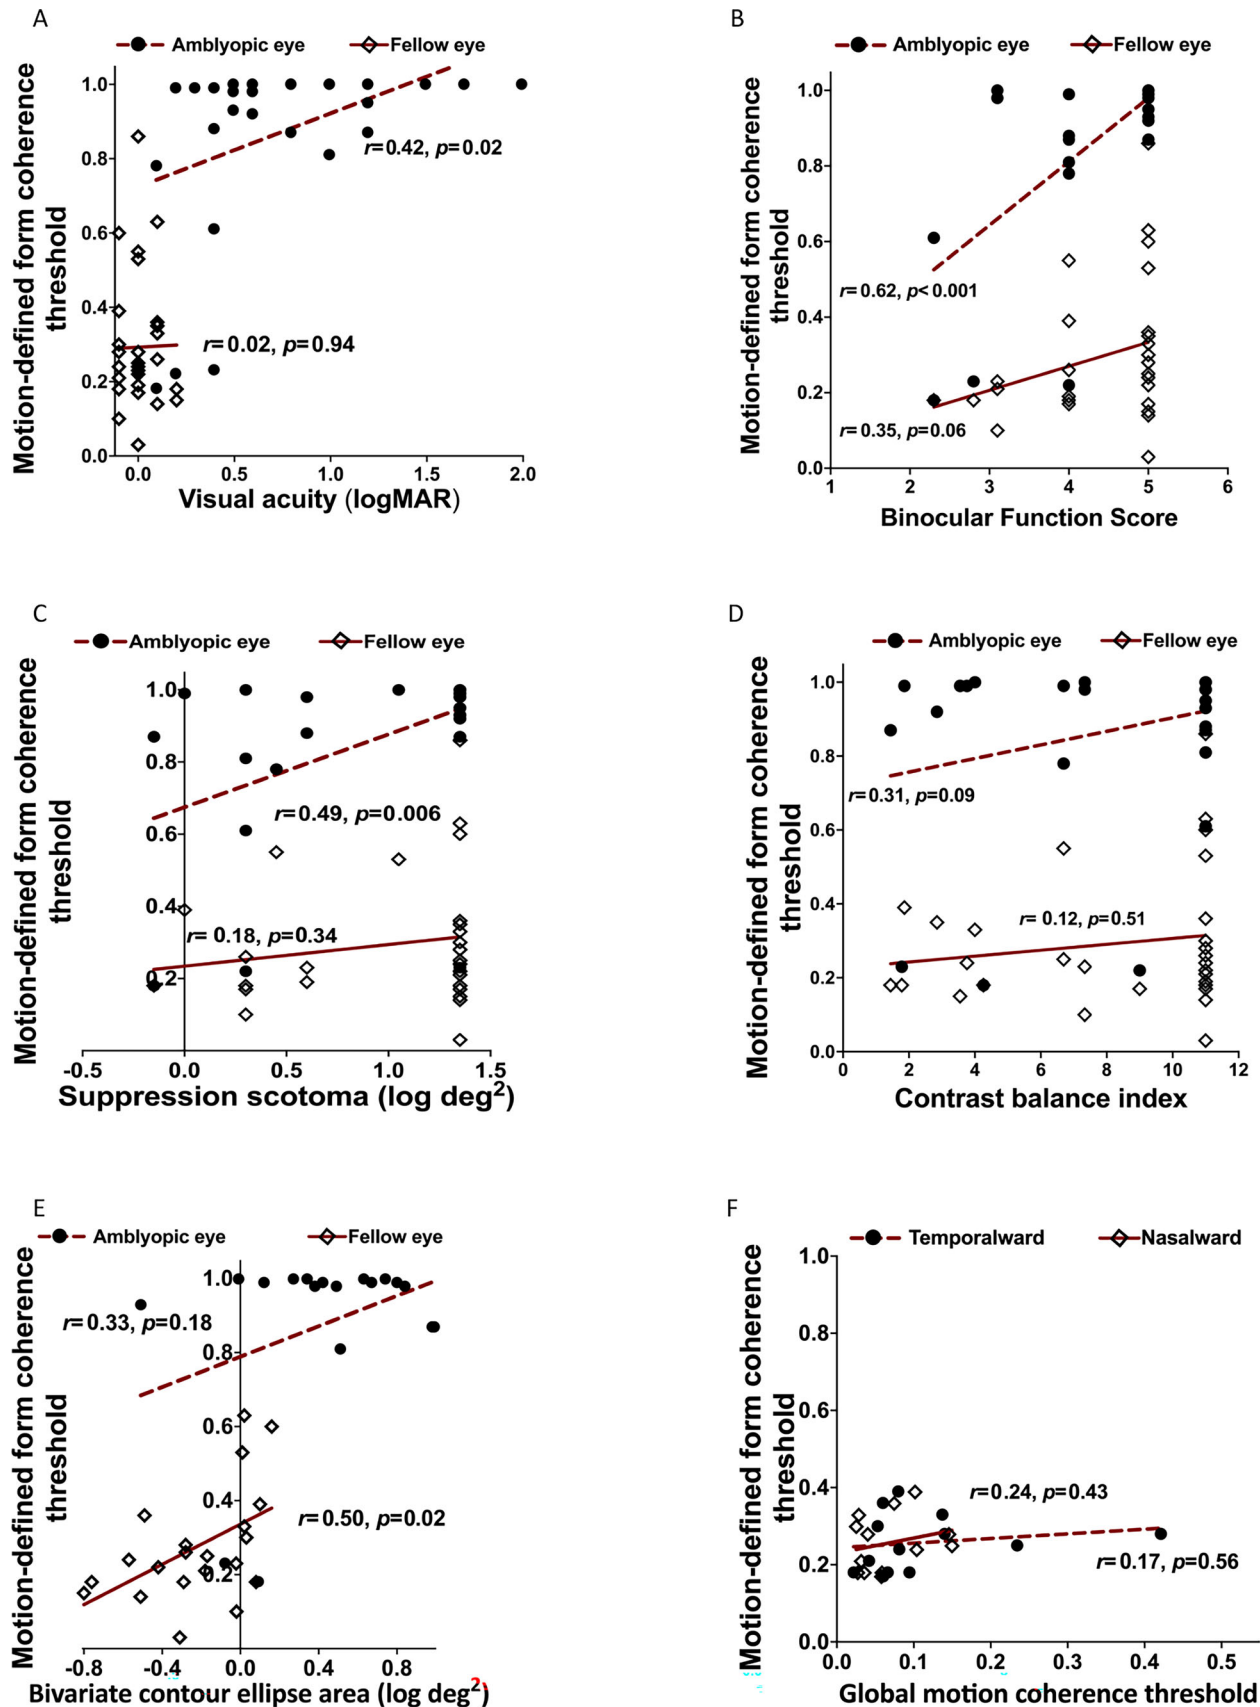 A
Amblyopic eye
Fellow eye
Motion-defined form coherence
threshold
1.0
0.8
0.6
0.4
0.2
0.0
r=0.42, p=0.02
r=0.02, p=0.94
0.0 0.5 1.0 1.5 2.0
Visual acuity (logMAR)
B
Amblyopic eye
Fellow eye
Motion-defined form coherence
threshold
1.0
0.8
0.6
0.4
0.2
0.0
r=0.62, p<0.001
r=0.35, p=0.06
1 2 3 4 5 6
Binocular Function Score
C
Amblyopic eye
Fellow eye
Motion-defined form coherence
threshold
1.0
0.8
0.6
0.4
0.2
r=0.49, p=0.006
r= 0.18, p=0.34
-0.5 0.0 0.5 1.0 1.5
Suppression scotoma (log deg²)
D
Amblyopic eye
Fellow eye
Motion-defined form coherence
threshold
1.0
0.8
0.6
0.4
0.2
0.0
r=0.31, p=0.09
r= 0.12, p=0.51
0 2 4 6 8 10 12
Contrast balance index
E
Amblyopic eye
Fellow eye
Motion-defined form coherence
threshold
1.0
0.8
0.6
0.4
0.2
r=0.33, p=0.18
r=0.50, p=0.02
-0.8 -0.4 0.0 0.4 0.8
Bivariate contour ellipse area (log deg²)
F
Temporalward
Nasalward
Motion-defined form coherence
threshold
1.0
0.8
0.6
0.4
0.2
0.0
r=0.24, p=0.43
r=0.17, p=0.56
0.0 0.1 0.2 0.3 0.4 0.5
Global motion coherence threshold